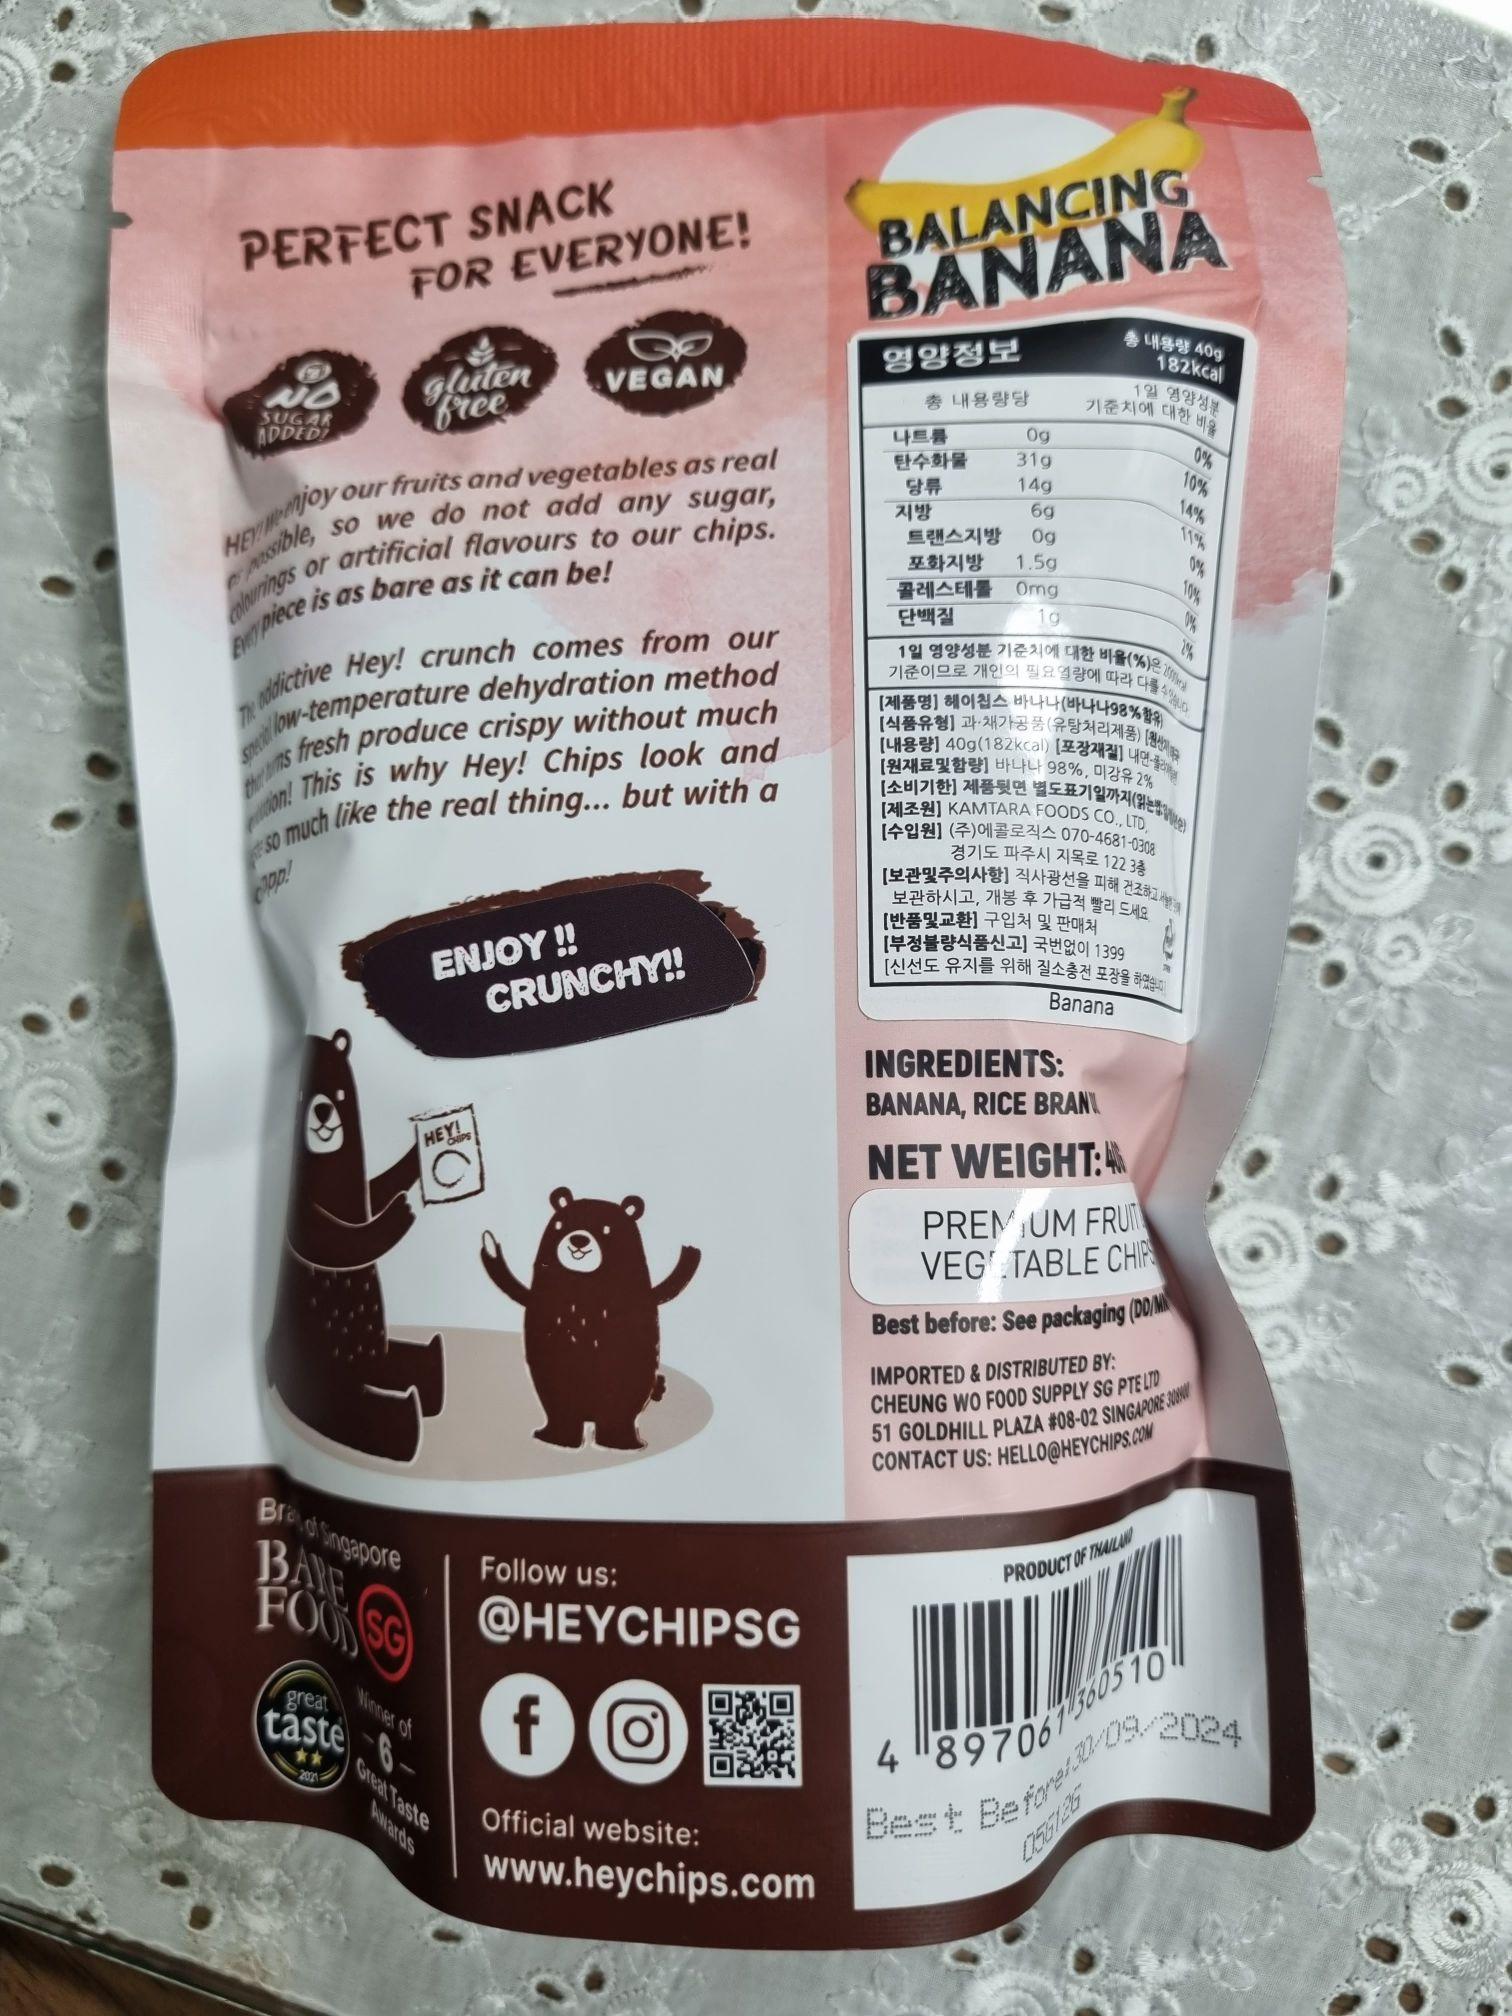 PERFECT SNACK
FOR EVERYONE!
NO
SUGAR
ADDED!
gluten
free
VEGAN
HEY! We enjoy our fruits and vegetables as real
as possible, so we do not add any sugar,
colourings or artificial flavours to our chips.
Every piece is as bare as it can be!
The addictive Hey! crunch comes from our
special low-temperature dehydration method
that turns fresh produce crispy without much
This is why Hey! Chips look and
so much like the real thing... but with a
ENJOY !!
CRUNCHY!!
HEY!
CHIPS
BALANCING
BANANA
영양정보
총 내용량 40g
182kcal
총 내용량당
1일 영양성분
기준치에 대한 비율
나트륨 0g 0%
탄수화물 31g 10%
당류 14g 14%
지방 6g 11%
트랜스지방 0g 0%
포화지방 1.5g 10%
콜레스테롤 0mg 0%
단백질 1g 2%
1일 영양성분 기준치에 대한 비율(%)은 2000kcal
기준이므로 개인의 필요열량에 따라 다를 수 있습니다
[제품명] 헤이칩스 바나나(바나나98%함유)
[식품유형] 과·채가공품(유탕처리제품)
[내용량] 40g(182kcal) [포장재질] 내면-
[원재료및함량] 바나나 98%, 미강유 2%
[소비기한] 제품뒷면 별도표기일까지
[제조원] KAMTARA FOODS CO., LTD,
[수입원] (주)에콜로직스 070-4681-0308
경기도 파주시 지목로 122 3층
[보관및주의사항] 직사광선을 피해 건조하고
보관하시고, 개봉 후 가급적 빨리 드세요
[반품및교환] 구입처 및 판매처
[부정불량식품신고] 국번없이 1399
[신선도 유지를 위해 질소충전 포장을 하였습니다]
Banana
INGREDIENTS:
BANANA, RICE BRAN
NET WEIGHT:
PREMIUM FRUIT
VEGETABLE CHIPS
Best before: See packaging
IMPORTED & DISTRIBUTED BY:
CHEUNG WO FOOD SUPPLY SG PTE LTD
51 GOLDHILL PLAZA #08-02 SINGAPORE 308900
CONTACT US: HELLO@HEYCHIPS.COM
Brand of Singapore
BARE
FOOD
SG
great
taste
2021
Winner of
6
Great Taste
Awards
Follow us:
@HEYCHIPSG
Official website:
www.heychips.com
PRODUCT OF THAILAND
4 897061 360510
Best Before: 30/09/2024